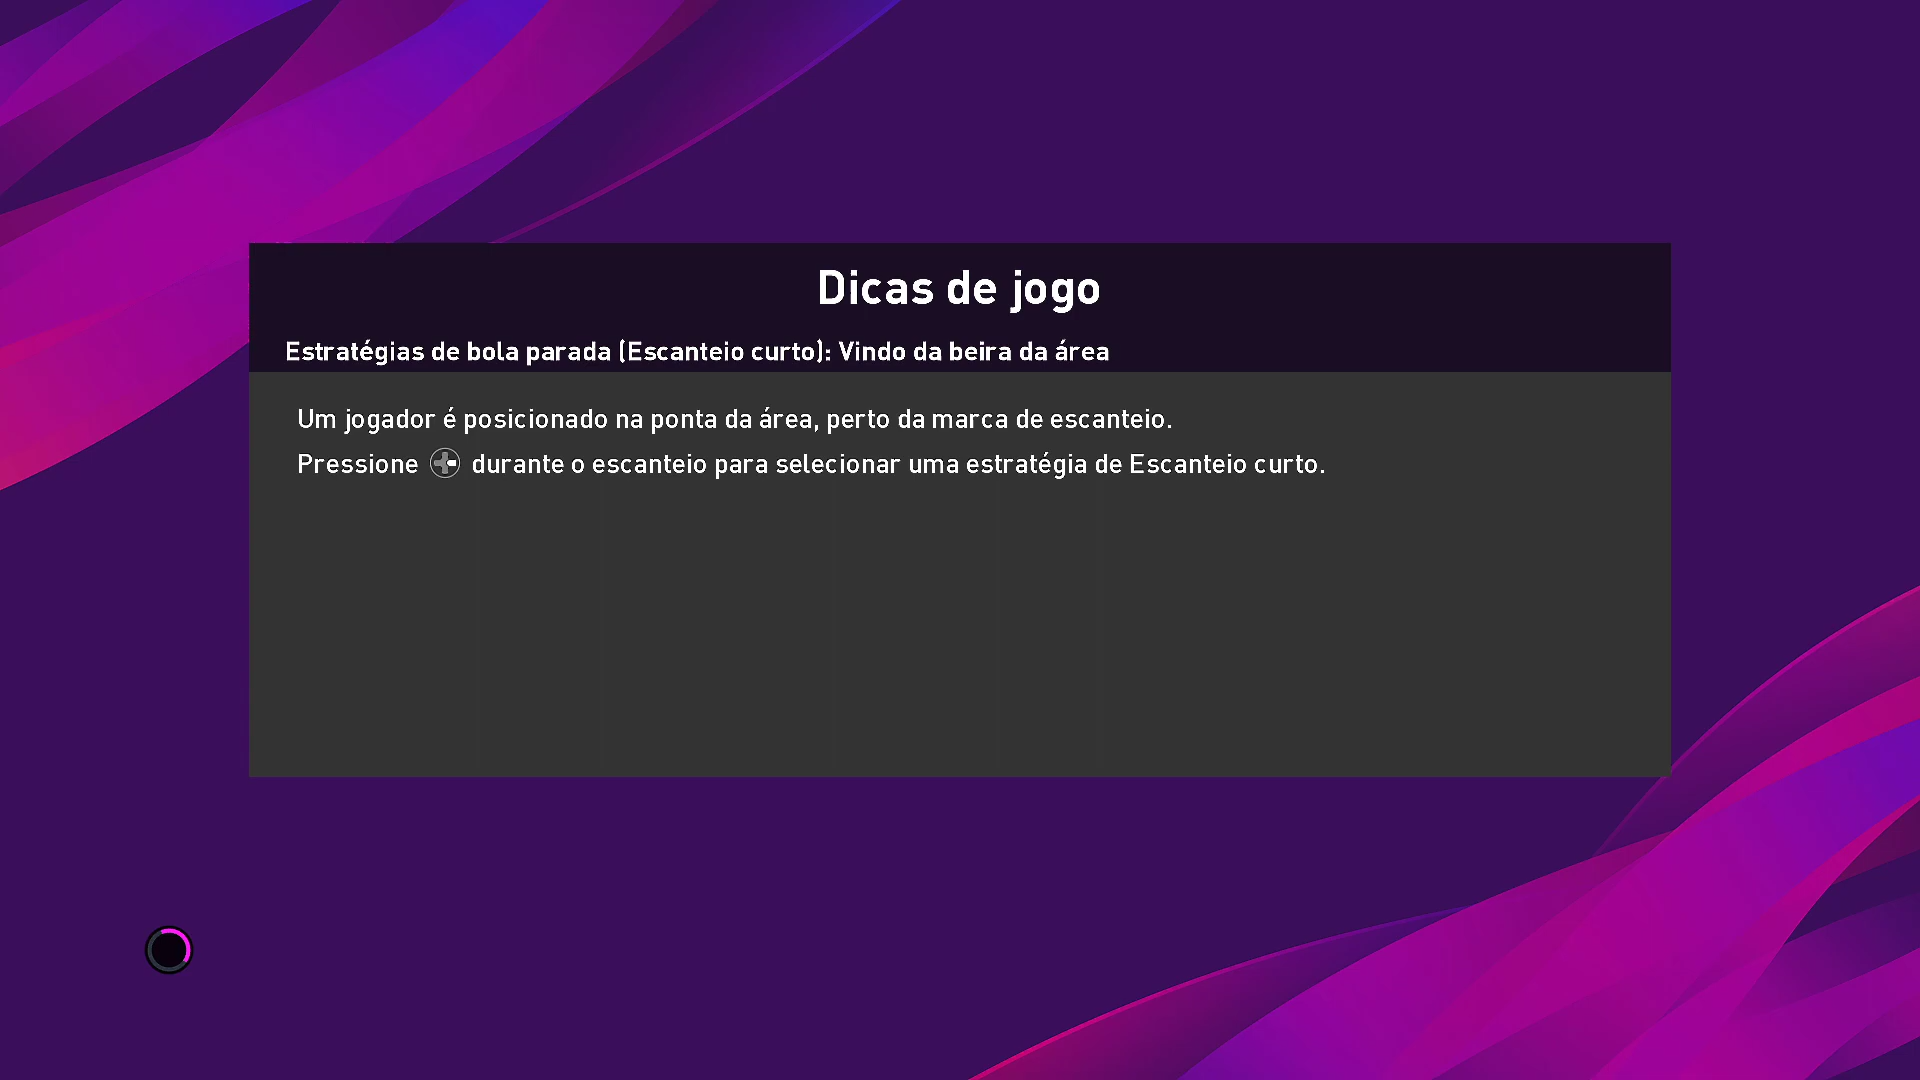 Dicas de jogo
Estratégias de bola parada (Escanteio curto): Vindo da beira da área
Um jogador é posicionado na ponta da área, perto da marca de escanteio.
Pressione durante o escanteio para selecionar uma estratégia de Escanteio curto.